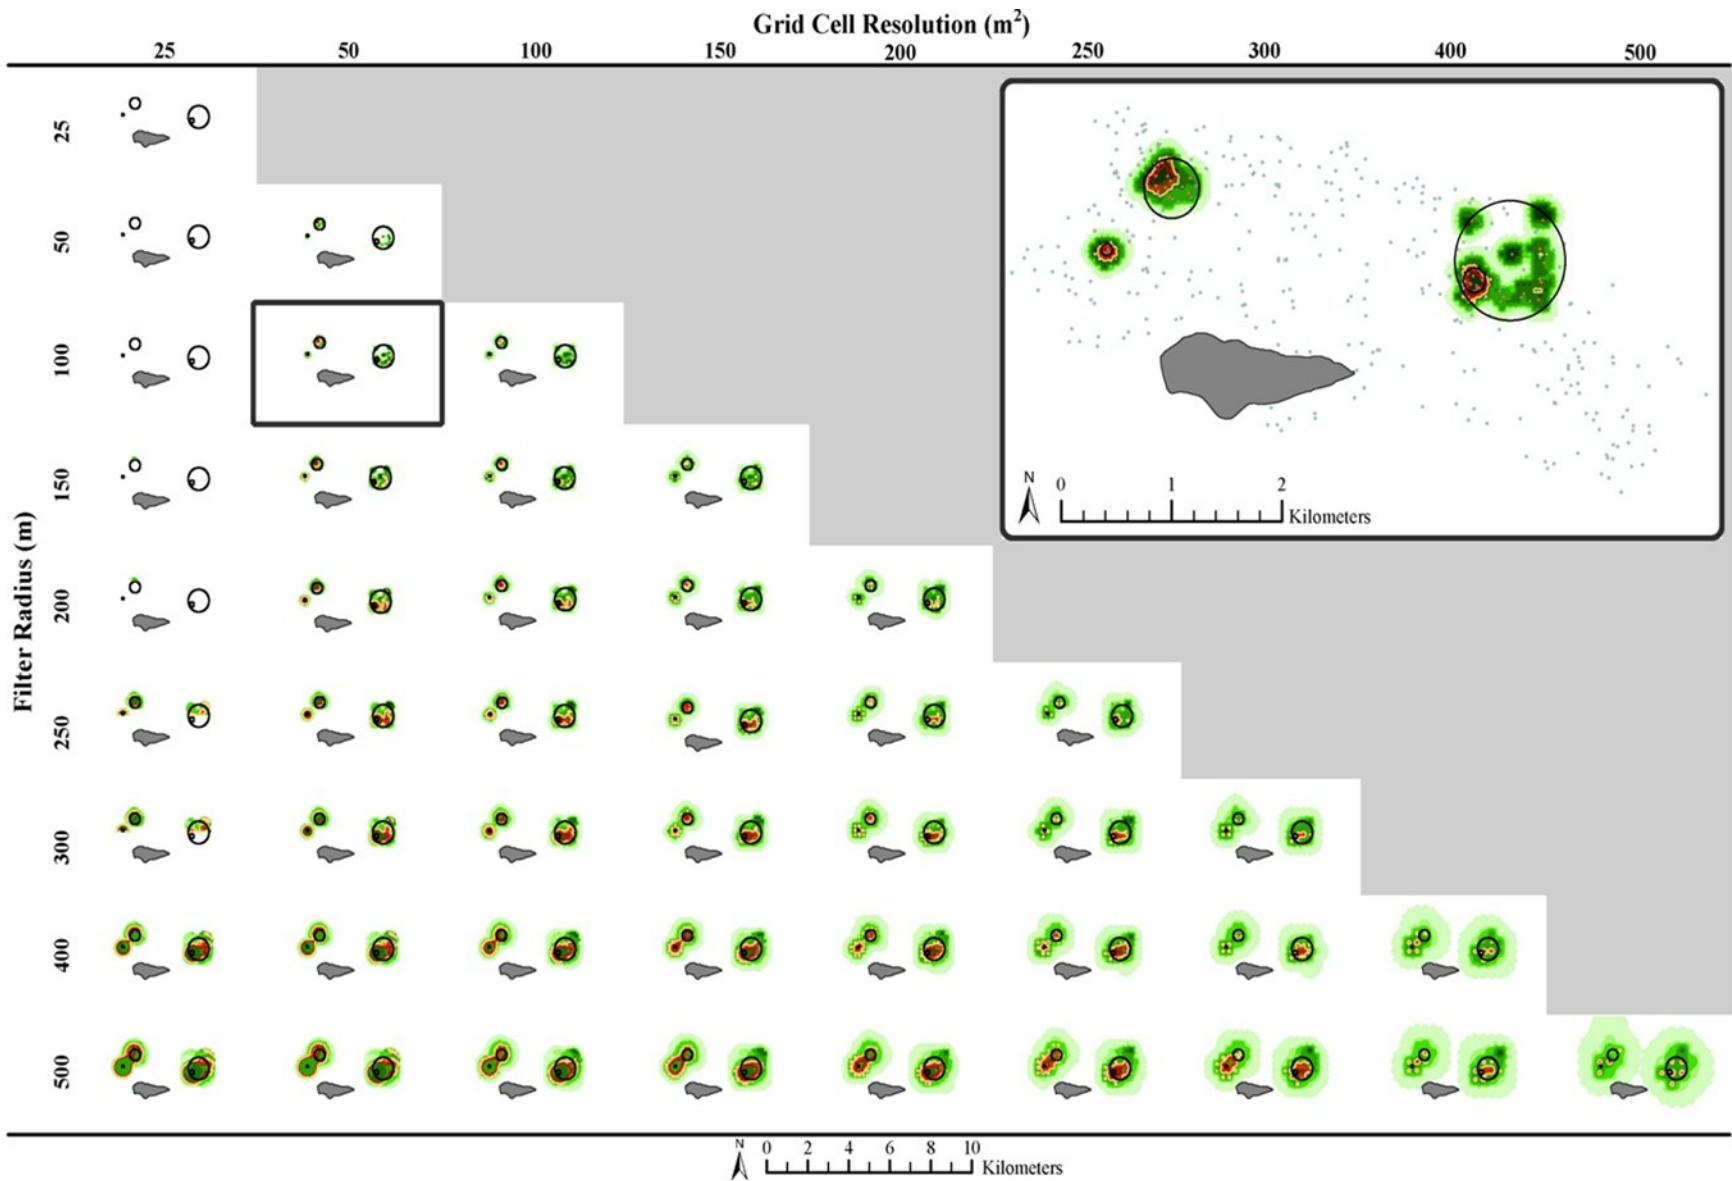 Grid Cell Resolution (m²)
25 50 100 150 200 250 300 400 500
Filter Radius (m)
25
50
100
150
200
250
300
400
500
N 0 1 2
Kilometers
N 0 2 4 6 8 10
Kilometers